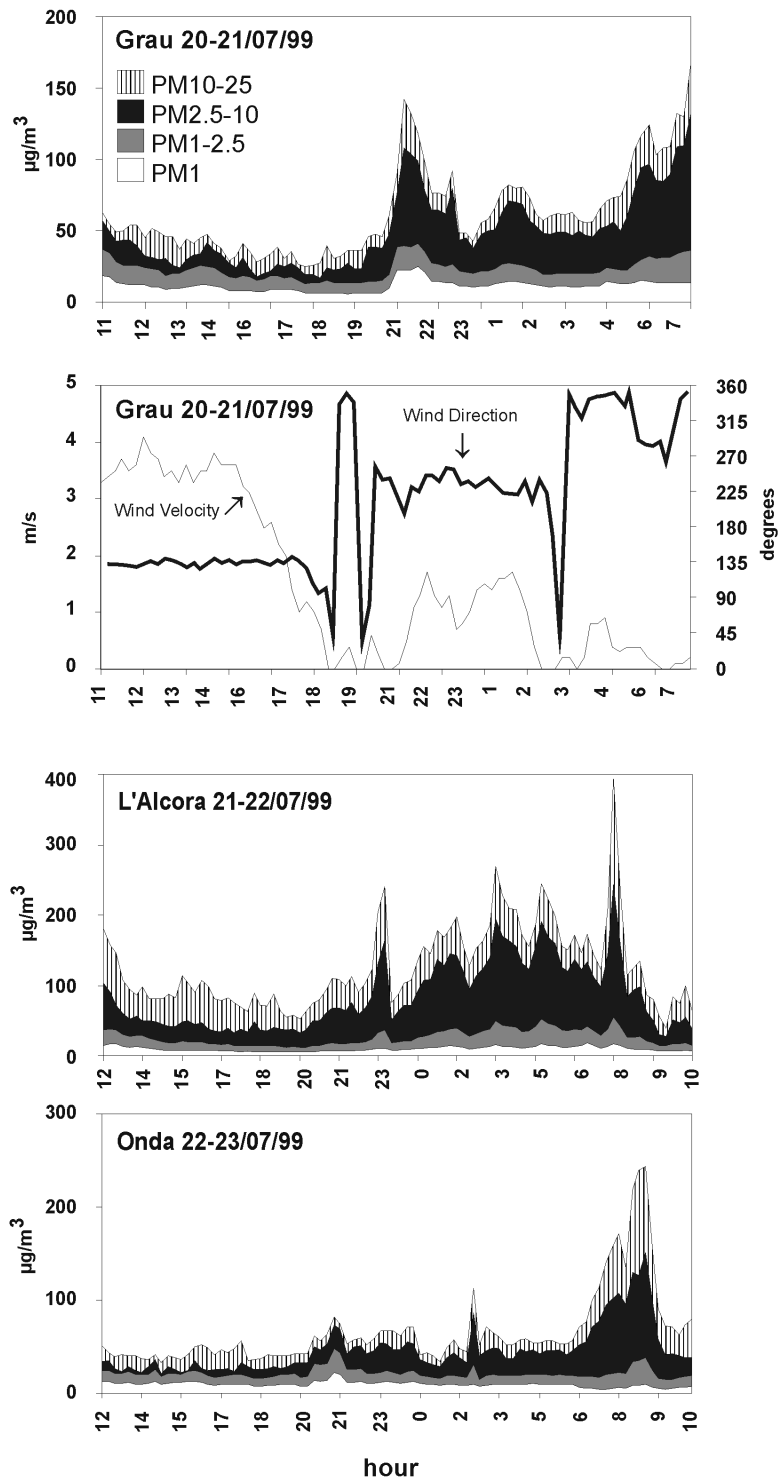 200
150
100
50
0
µg/m3
Grau 20-21/07/99
PM10-25
PM2.5-10
PM1-2.5
PM1
11 12 13 14 15 16 17 18 19 20 21 22 23 1 2 3 4 6 7
5
4
3
2
1
0
m/s
Grau 20-21/07/99
Wind Direction
Wind Velocity
360
315
270
225
180
135
90
45
0
degrees
11 12 13 14 16 17 18 19 21 22 23 1 2 3 4 6 7
400
300
200
100
0
µg/m3
L'Alcora 21-22/07/99
12 14 15 17 18 20 21 23 0 2 3 5 6 8 9 10
300
200
100
0
µg/m3
Onda 22-23/07/99
12 14 15 17 18 20 21 23 0 2 3 5 6 8 9 10
hour